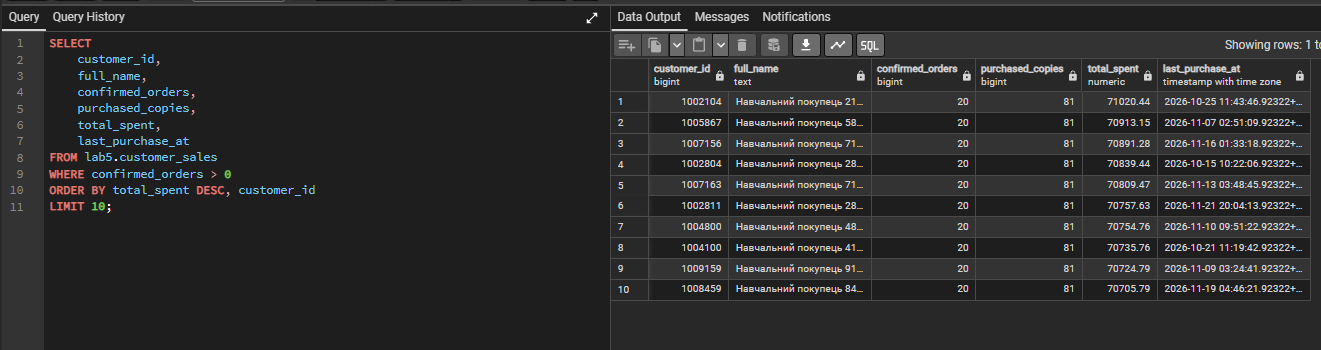 Query Query History
1 SELECT
2 customer_id,
3 full_name,
4 confirmed_orders,
5 purchased_copies,
6 total_spent,
7 last_purchase_at
8 FROM lab5.customer_sales
9 WHERE confirmed_orders > 0
10 ORDER BY total_spent DESC, customer_id
11 LIMIT 10;
Data Output Messages Notifications
SQL Showing rows: 1 to
customer_id full_name confirmed_orders purchased_copies total_spent last_purchase_at
bigint text bigint bigint numeric timestamp with time zone
1 1002104 Навчальний покупець 21… 20 81 71020.44 2026-10-25 11:43:46.92322+…
2 1005867 Навчальний покупець 58… 20 81 70913.15 2026-11-07 02:51:09.92322+…
3 1007156 Навчальний покупець 71… 20 81 70891.28 2026-11-16 01:33:18.92322+…
4 1002804 Навчальний покупець 28… 20 81 70839.44 2026-10-15 10:22:06.92322+…
5 1007163 Навчальний покупець 71… 20 81 70809.47 2026-11-13 03:48:45.92322+…
6 1002811 Навчальний покупець 28… 20 81 70757.63 2026-11-21 20:04:13.92322+…
7 1004800 Навчальний покупець 48… 20 81 70754.76 2026-11-10 09:51:22.92322+…
8 1004100 Навчальний покупець 41… 20 81 70735.76 2026-10-21 11:19:42.92322+…
9 1009159 Навчальний покупець 91… 20 81 70724.79 2026-11-09 03:24:41.92322+…
10 1008459 Навчальний покупець 84… 20 81 70705.79 2026-11-19 04:46:21.92322+…